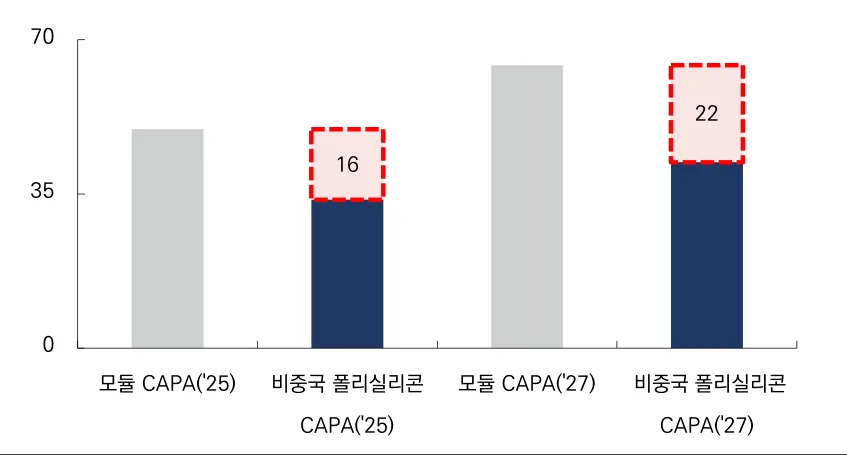 70
35
0
16
22
모듈 CAPA('25)
비중국 폴리실리콘
CAPA('25)
모듈 CAPA('27)
비중국 폴리실리콘
CAPA('27)